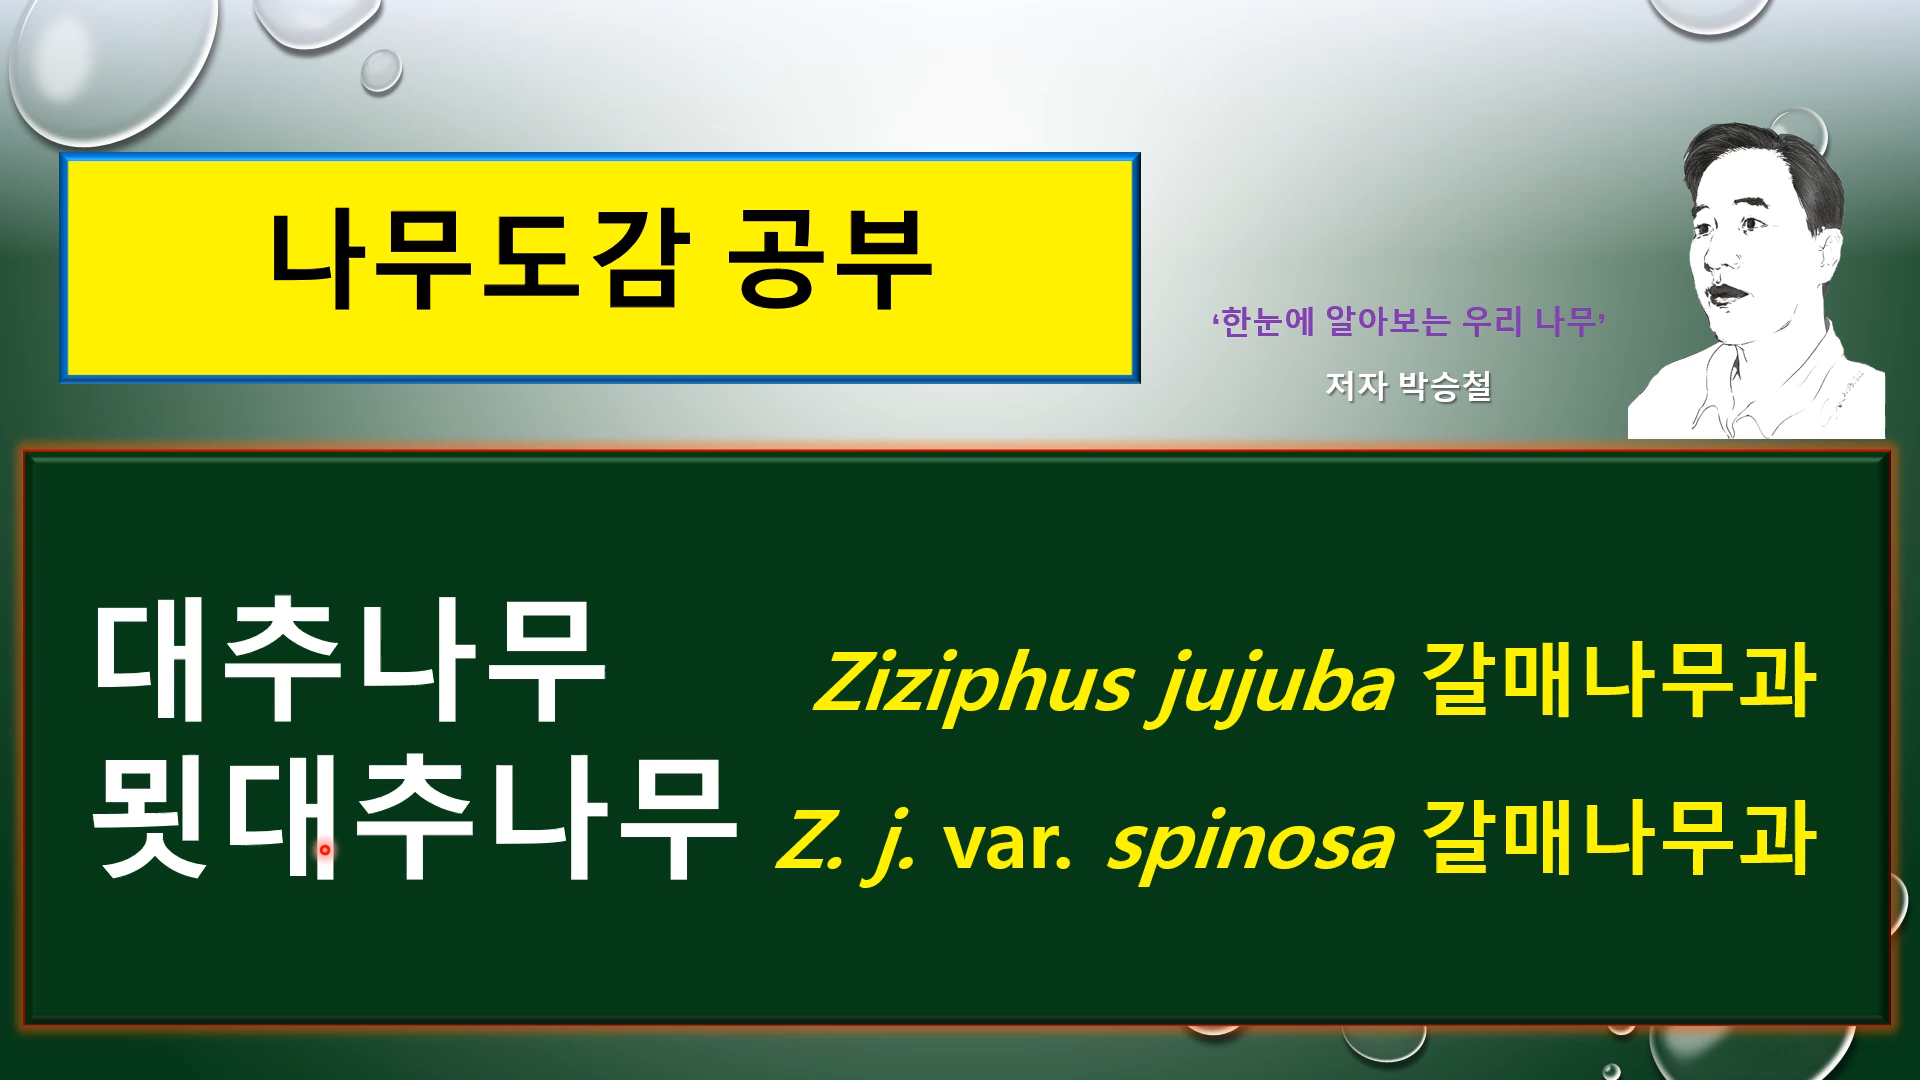 나무도감 공부
‘한눈에 알아보는 우리 나무’
저자 박승철
대추나무 Ziziphus jujuba 갈매나무과
묏대추나무 Z. j. var. spinosa 갈매나무과